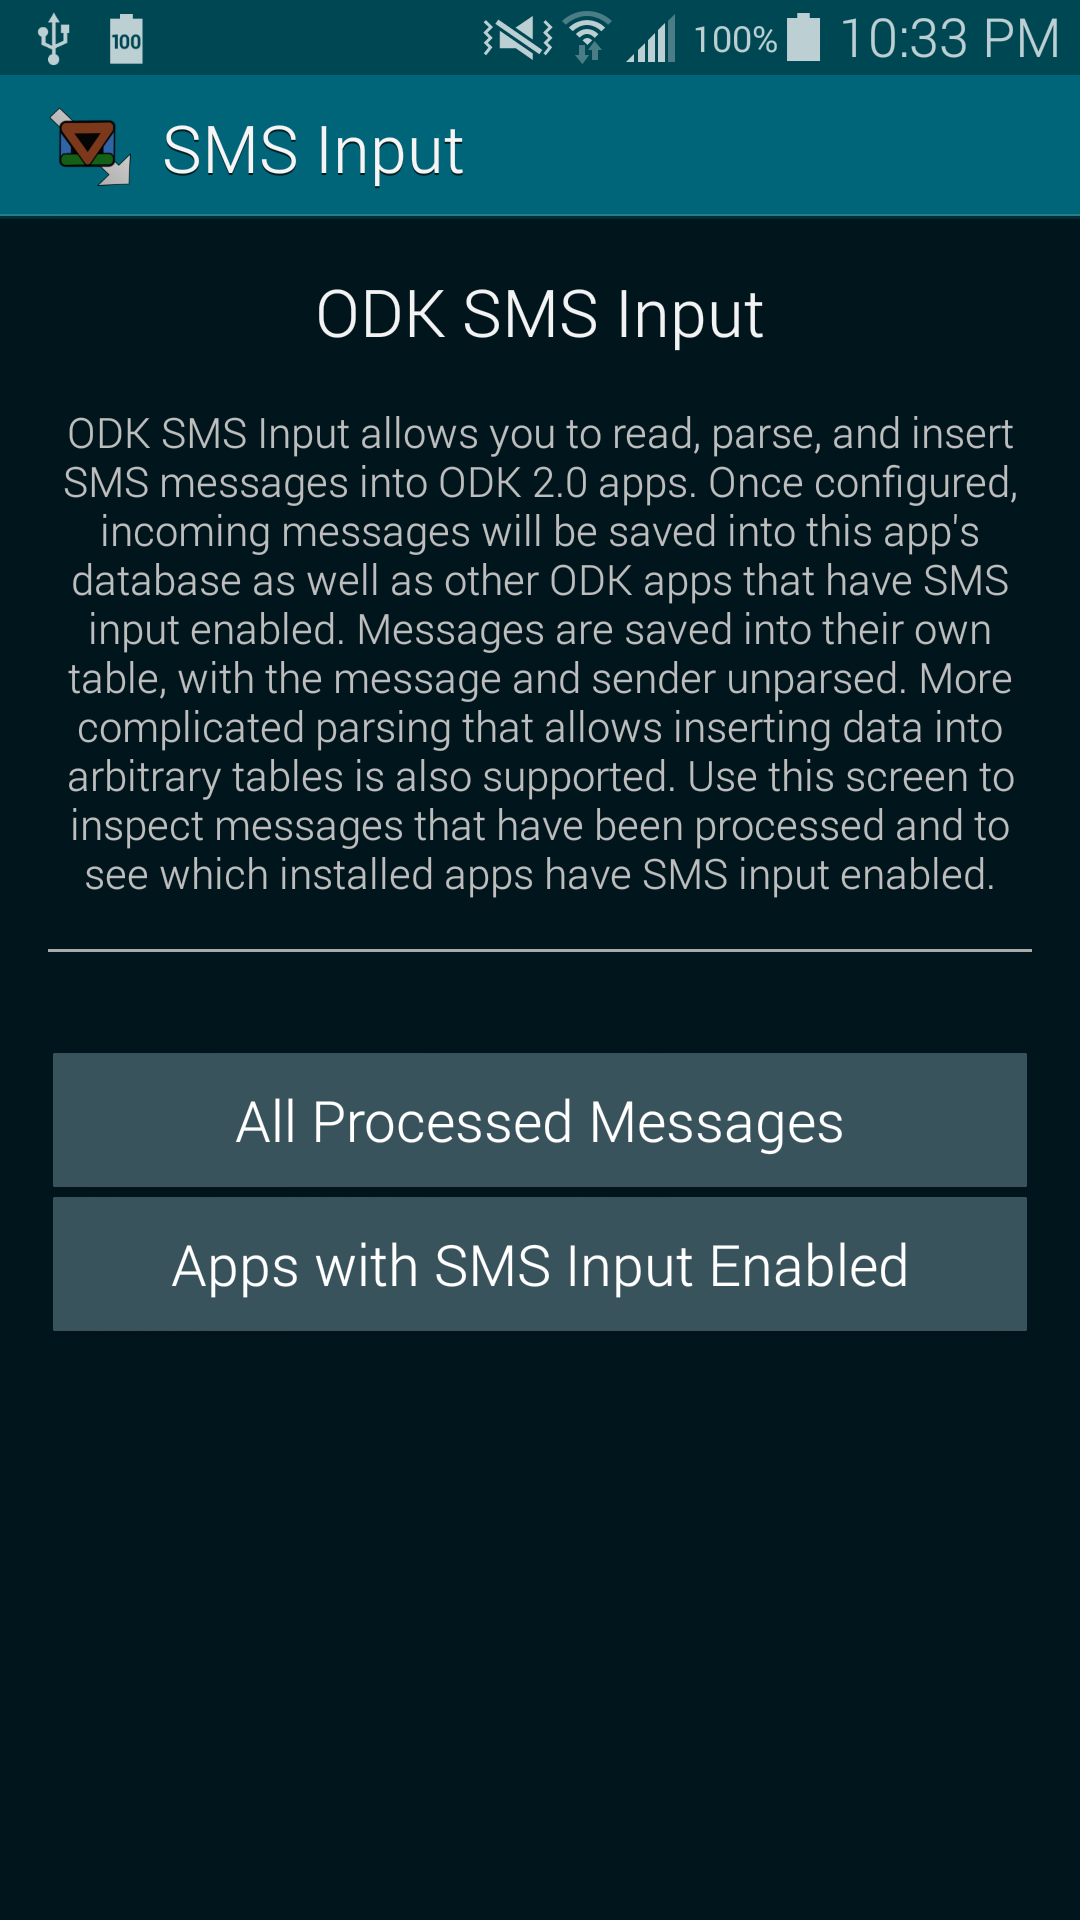 100
100%
10:33 PM
SMS Input
ODK SMS Input
ODK SMS Input allows you to read, parse, and insert
SMS messages into ODK 2.0 apps. Once configured,
incoming messages will be saved into this app's
database as well as other ODK apps that have SMS
input enabled. Messages are saved into their own
table, with the message and sender unparsed. More
complicated parsing that allows inserting data into
arbitrary tables is also supported. Use this screen to
inspect messages that have been processed and to
see which installed apps have SMS input enabled.
All Processed Messages
Apps with SMS Input Enabled